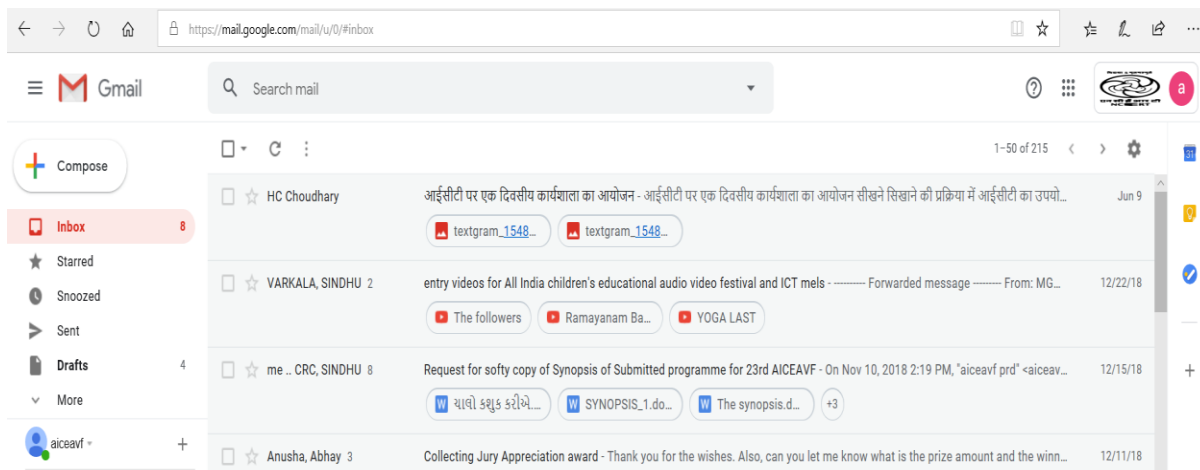 https://mail.google.com/mail/u/0/#inbox
Gmail
Search mail
a
Compose
1-50 of 215
31
Inbox 8
Starred
Snoozed
Sent
Drafts 4
More
aiceavf
HC Choudhary आईसीटी पर एक दिवसीय कार्यशाला का आयोजन - आईसीटी पर एक दिवसीय कार्यशाला का आयोजन सीखने सिखाने की प्रक्रिया में आईसीटी का उपयो... Jun 9
textgram_1548... textgram_1548...
VARKALA, SINDHU 2 entry videos for All India children's educational audio video festival and ICT mels - ---------- Forwarded message --------- From: MG... 12/22/18
The followers Ramayanam Ba... YOGA LAST
me .. CRC, SINDHU 8 Request for softy copy of Synopsis of Submitted programme for 23rd AICEAVF - On Nov 10, 2018 2:19 PM, "aiceavf prd" <aiceav... 12/15/18
W ચાલો કશુક કરીએ.... W SYNOPSIS_1.do... W The synopsis.d... +3
Anusha, Abhay 3 Collecting Jury Appreciation award - Thank you for the wishes. Also, can you let me know what is the prize amount and the winn... 12/11/18